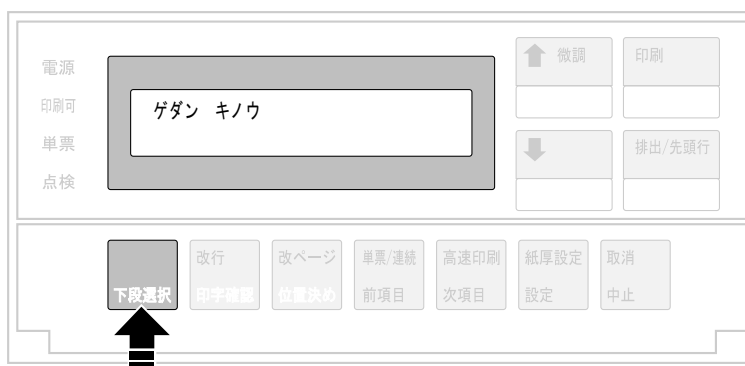 電源
印刷可
単票
点検
ゲダン キノウ
微調
印刷
排出/先頭行
下段選択
改行
印字確認
改ページ
位置決め
単票/連続
前項目
高速印刷
次項目
紙厚設定
設定
取消
中止